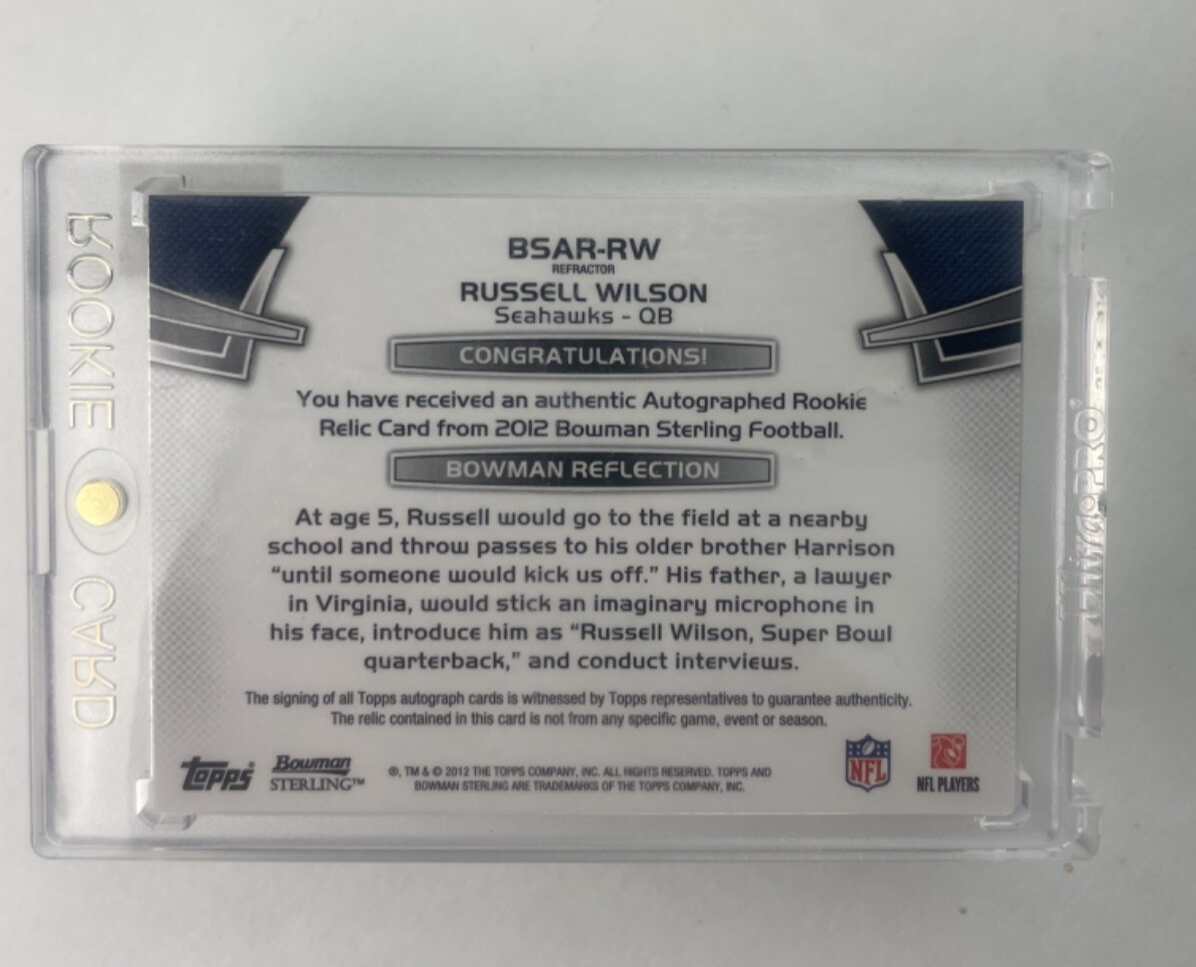 BSAR-RW
REFRACTOR
RUSSELL WILSON
Seahawks - QB
CONGRATULATIONS!
You have received an authentic Autographed Rookie
Relic Card from 2012 Bowman Sterling Football.
BOWMAN REFLECTION
At age 5, Russell would go to the field at a nearby
school and throw passes to his older brother Harrison
“until someone would kick us off.” His father, a lawyer
in Virginia, would stick an imaginary microphone in
his face, introduce him as “Russell Wilson, Super Bowl
quarterback,” and conduct interviews.
The signing of all Topps autograph cards is witnessed by Topps representatives to guarantee authenticity.
The relic contained in this card is not from any specific game, event or season.
topps
Bowman
STERLING™
®, TM & © 2012 THE TOPPS COMPANY, INC. ALL RIGHTS RESERVED. TOPPS AND
BOWMAN STERLING ARE TRADEMARKS OF THE TOPPS COMPANY, INC.
NFL
NFL PLAYERS
ROOKIE CARD
UltraPRO®